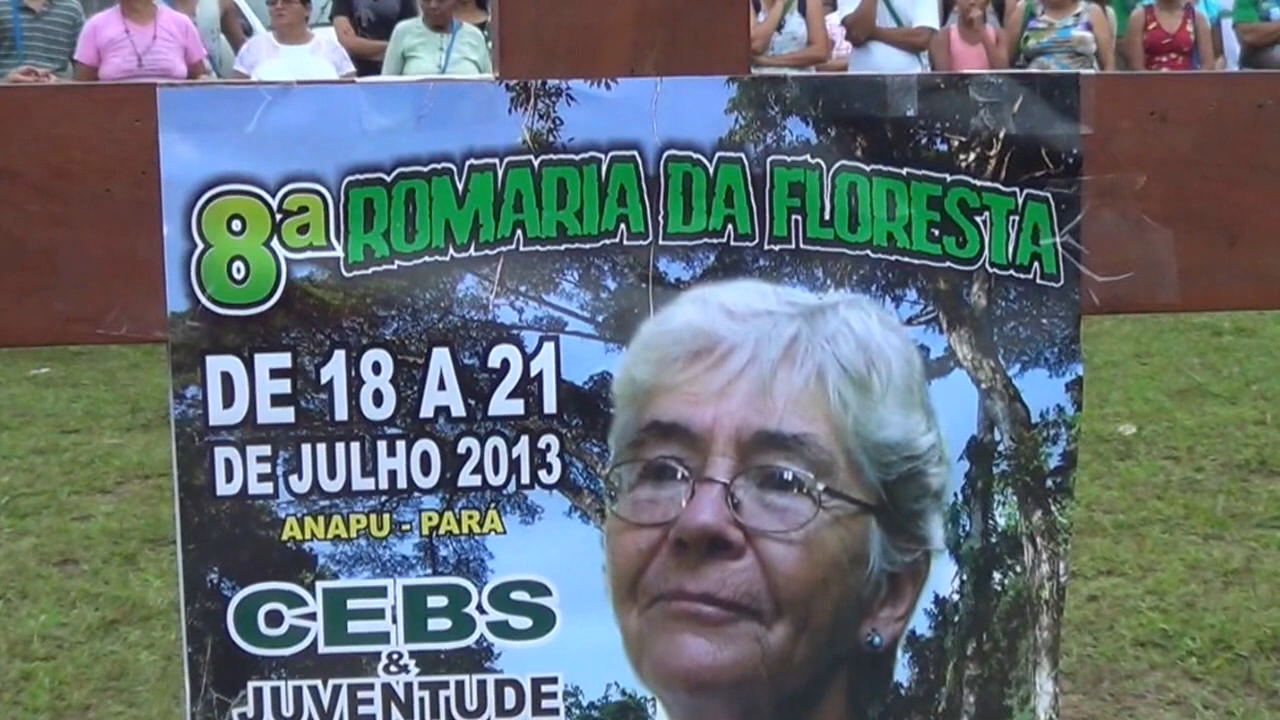 8ª ROMARIA DA FLORESTA
DE 18 A 21
DE JULHO 2013
ANAPU - PARÁ
CEBS
&
JUVENTUDE